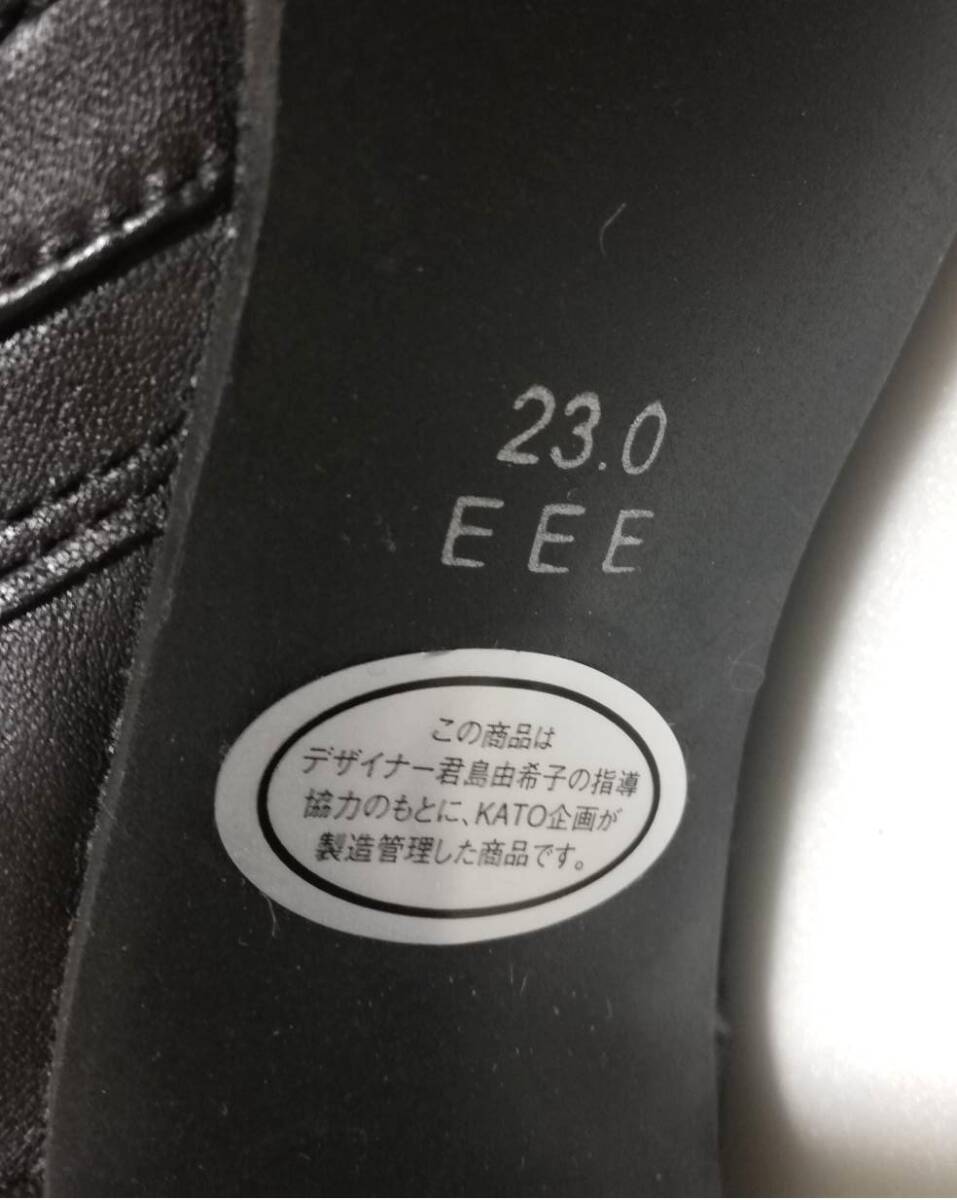 23.0
EEE
この商品は
デザイナー君島由希子の指導
協力のもとに、KATO企画が
製造管理した商品です。